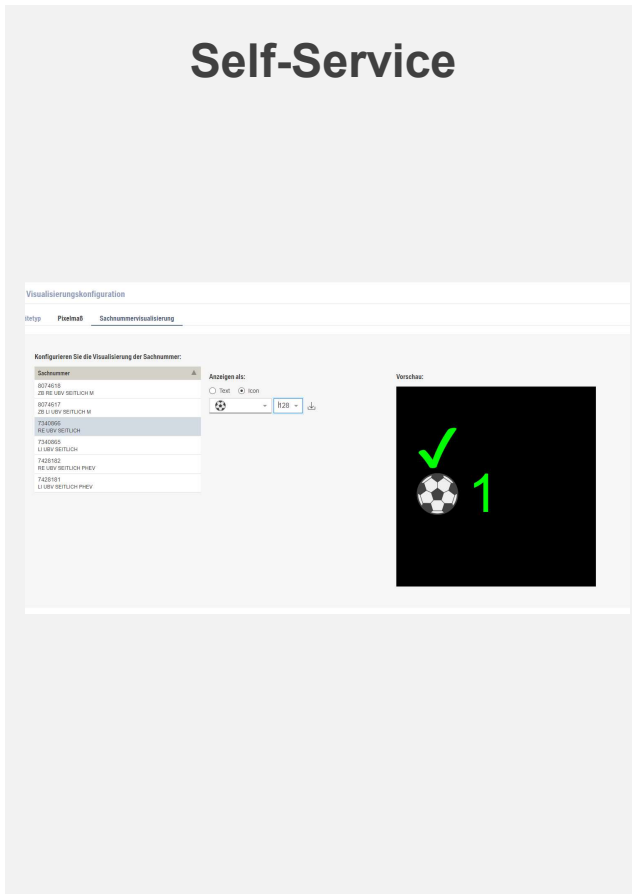 Self-Service
Visualisierungskonfiguration
itetyp Pixelmaß Sachnummervisualisierung
Konfigurieren Sie die Visualisierung der Sachnummer:
Sachnummer
8074618
ZB RE UBV SEITLICH M
8074617
ZB LI UBV SEITLICH M
7340866
RE UBV SEITLICH
7340865
LI UBV SEITLICH
7428182
RE UBV SEITLICH PHEV
7428181
LI UBV SEITLICH PHEV
Anzeigen als:
Text Icon
128
Vorschau:
1